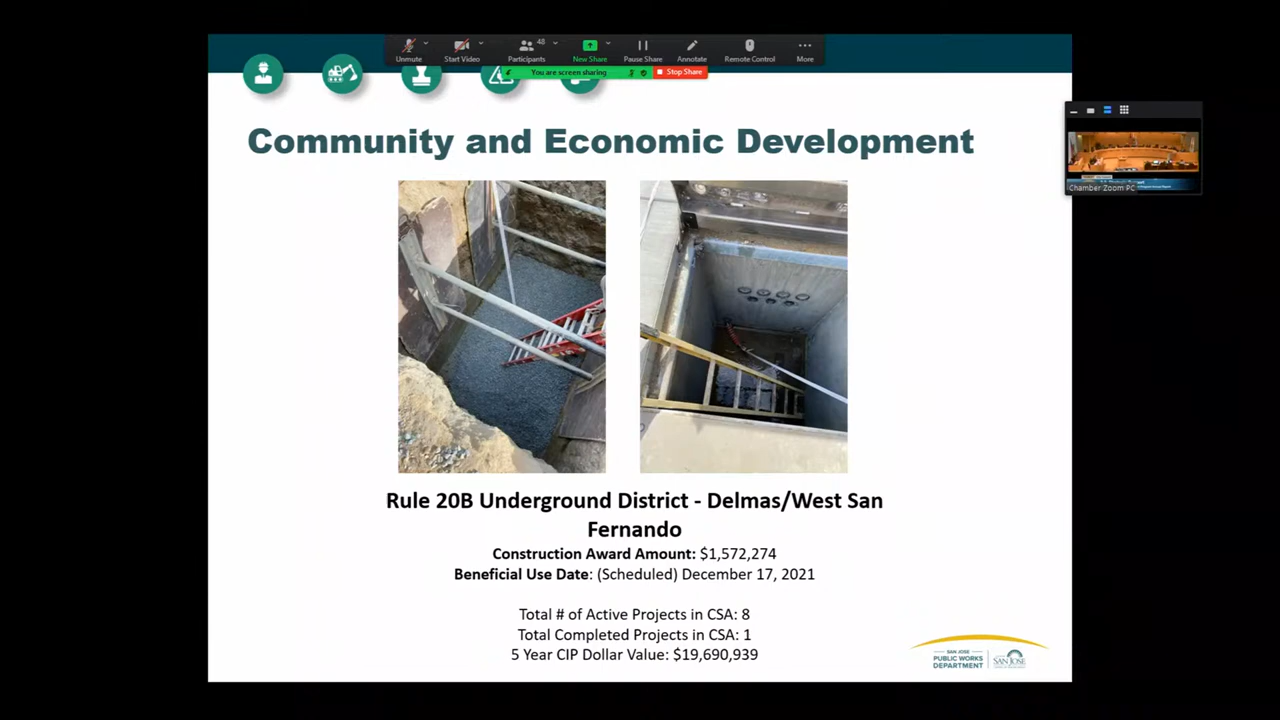 48
Unmute
Start Video
Participants
New Share
Pause Share
Annotate
Remote Control
More
You are screen sharing
Stop Share
Community and Economic Development
Chamber Zoom PC
Rule 20B Underground District - Delmas/West San
Fernando
Construction Award Amount: $1,572,274
Beneficial Use Date: (Scheduled) December 17, 2021
Total # of Active Projects in CSA: 8
Total Completed Projects in CSA: 1
5 Year CIP Dollar Value: $19,690,939
SAN JOSE
PUBLIC WORKS
DEPARTMENT
SAN JOSE